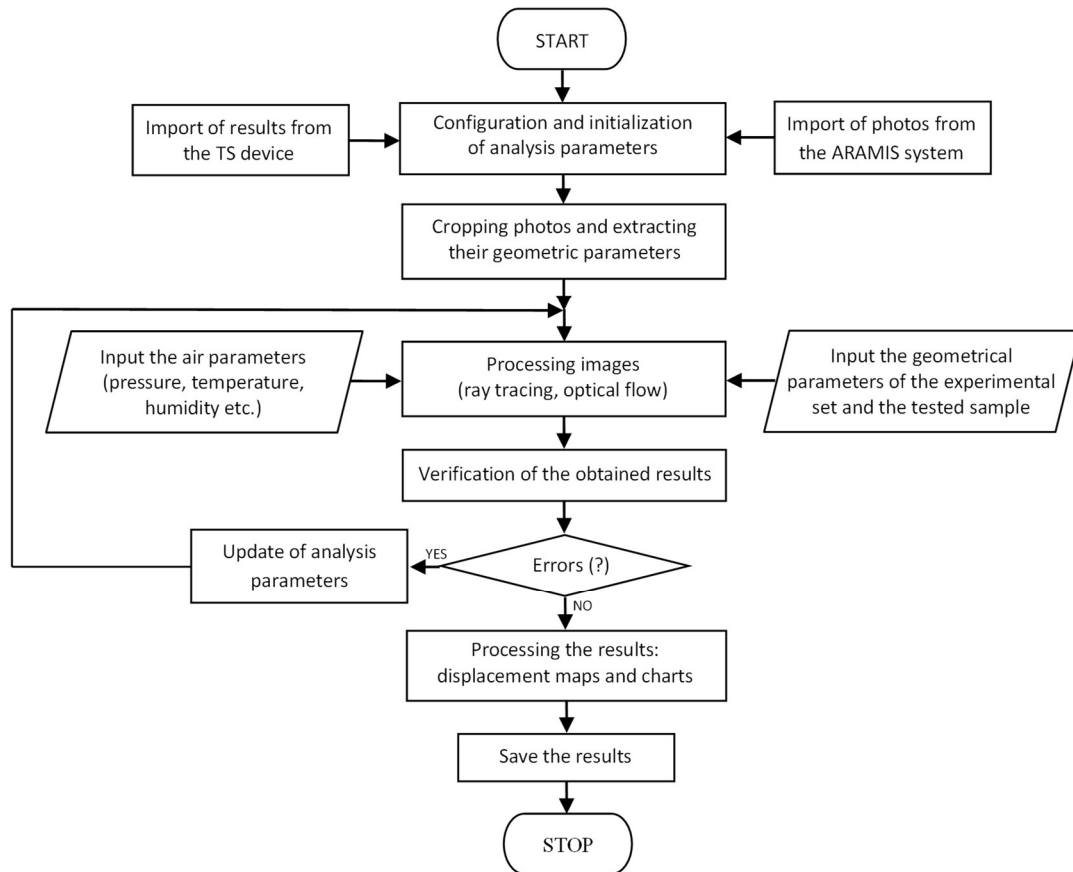 START
Import of results from
the TS device
Configuration and initialization
of analysis parameters
Import of photos from
the ARAMIS system
Cropping photos and extracting
their geometric parameters
Input the air parameters
(pressure, temperature,
humidity etc.)
Processing images
(ray tracing, optical flow)
Input the geometrical
parameters of the experimental
set and the tested sample
Verification of the obtained results
Update of analysis
parameters
YES
Errors (?)
NO
Processing the results:
displacement maps and charts
Save the results
STOP